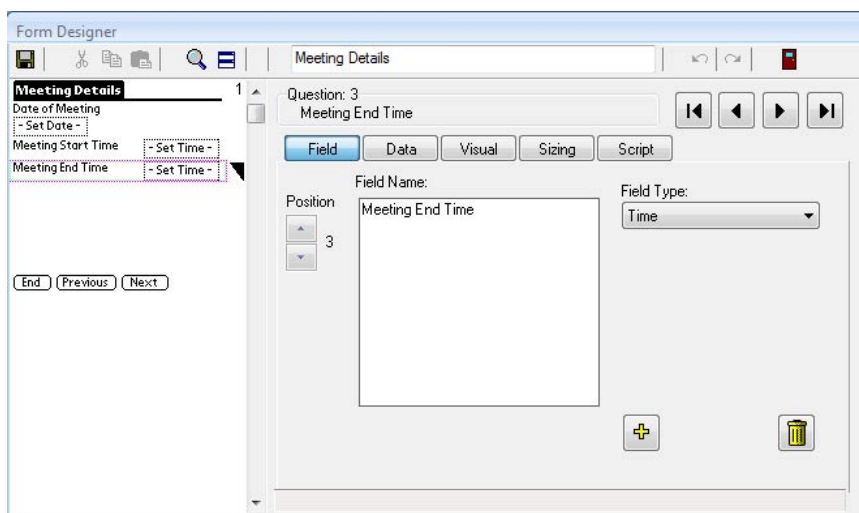 Form Designer
Meeting Details
Meeting Details 1
Date of Meeting
- Set Date -
Meeting Start Time - Set Time -
Meeting End Time - Set Time -
End Previous Next
Question: 3
Meeting End Time
Field Data Visual Sizing Script
Position
3
Field Name:
Meeting End Time
Field Type:
Time